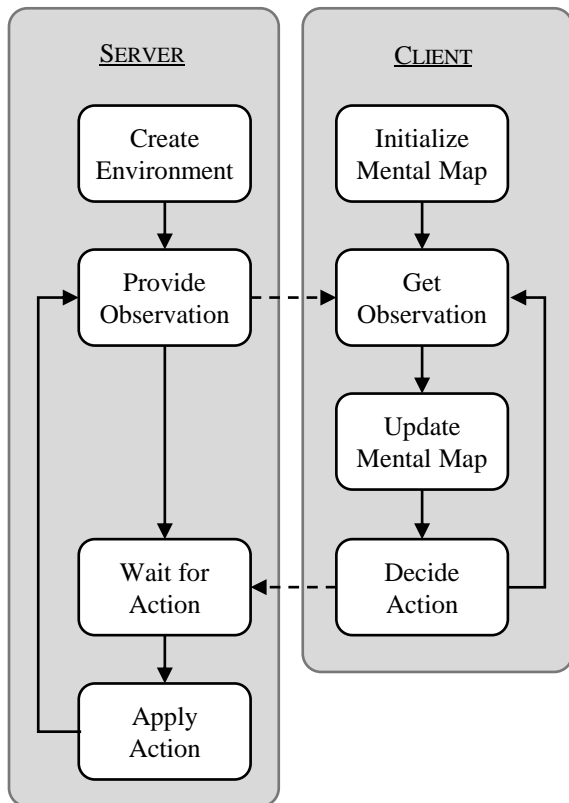 SERVER
Create
Environment
Provide
Observation
Wait for
Action
Apply
Action
CLIENT
Initialize
Mental Map
Get
Observation
Update
Mental Map
Decide
Action